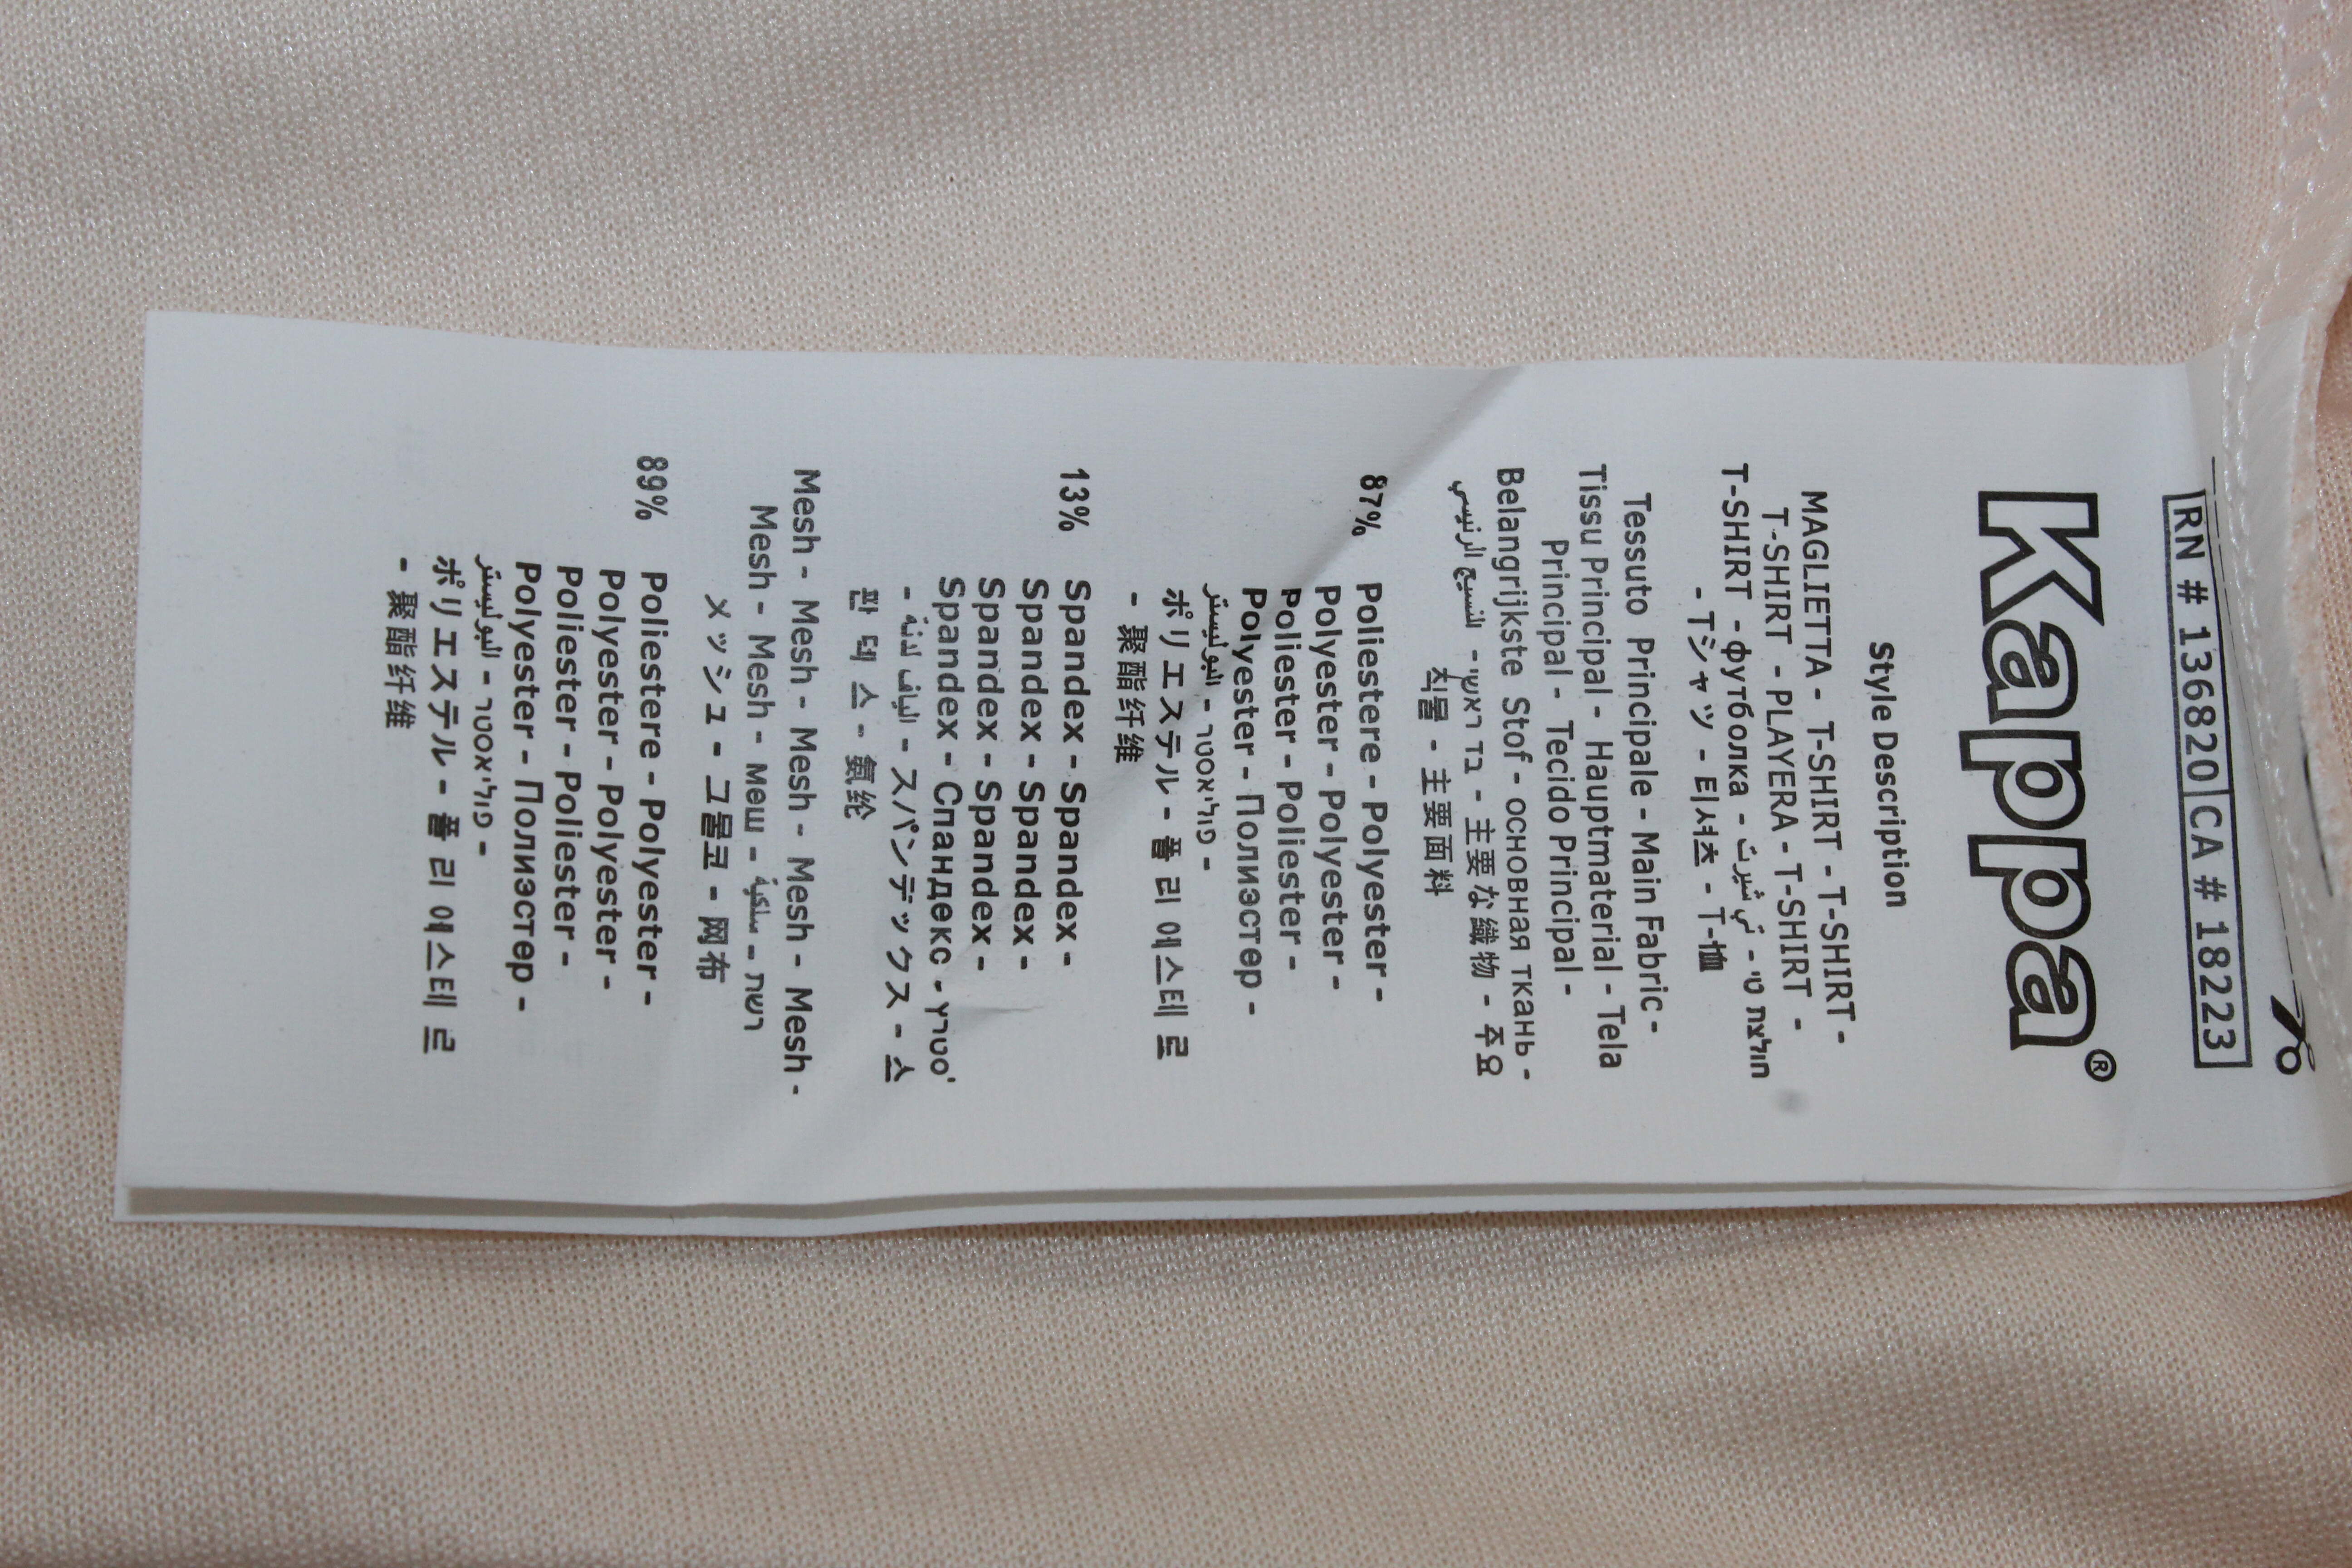 RN # 136820 CA # 18223
Kappa®
Style Description
MAGLIETTA - T-SHIRT - T-SHIRT -
T-SHIRT - PLAYERA - T-SHIRT -
T-SHIRT - футболка - تي شيرت - חולצת טי
- Tシャツ - 티셔츠 - T-恤
Tessuto Principale - Main Fabric -
Tissu Principal - Hauptmaterial - Tela
Principal - Tecido Principal -
Belangrijkste Stof - основная ткань -
النسيج الرئيسي - בד ראשי - 主要な織物 - 주요
직물 - 主要面料
87% Poliestere - Polyester -
Polyester - Polyester -
Poliester - Poliester -
Polyester - Полиэстер -
البوليستر - פוליאסטר -
ポリエステル - 폴 리 에스테 르
- 聚酯纤维
13% Spandex - Spandex -
Spandex - Spandex -
Spandex - Spandex -
Spandex - Спандекс - סטרץ'
- الياف لدنة - スパンデックス - 스
판 덱 스 - 氨纶
Mesh - Mesh - Mesh - Mesh - Mesh -
Mesh - Mesh - меш - سلكية - רשת
メッシュ - 그물코 - 网布
89% Poliestere - Polyester -
Polyester - Polyester -
Poliester - Poliester -
Polyester - Полиэстер -
البوليستر - פוליאסטר -
ポリエステル - 폴 리 에스테 르
- 聚酯纤维